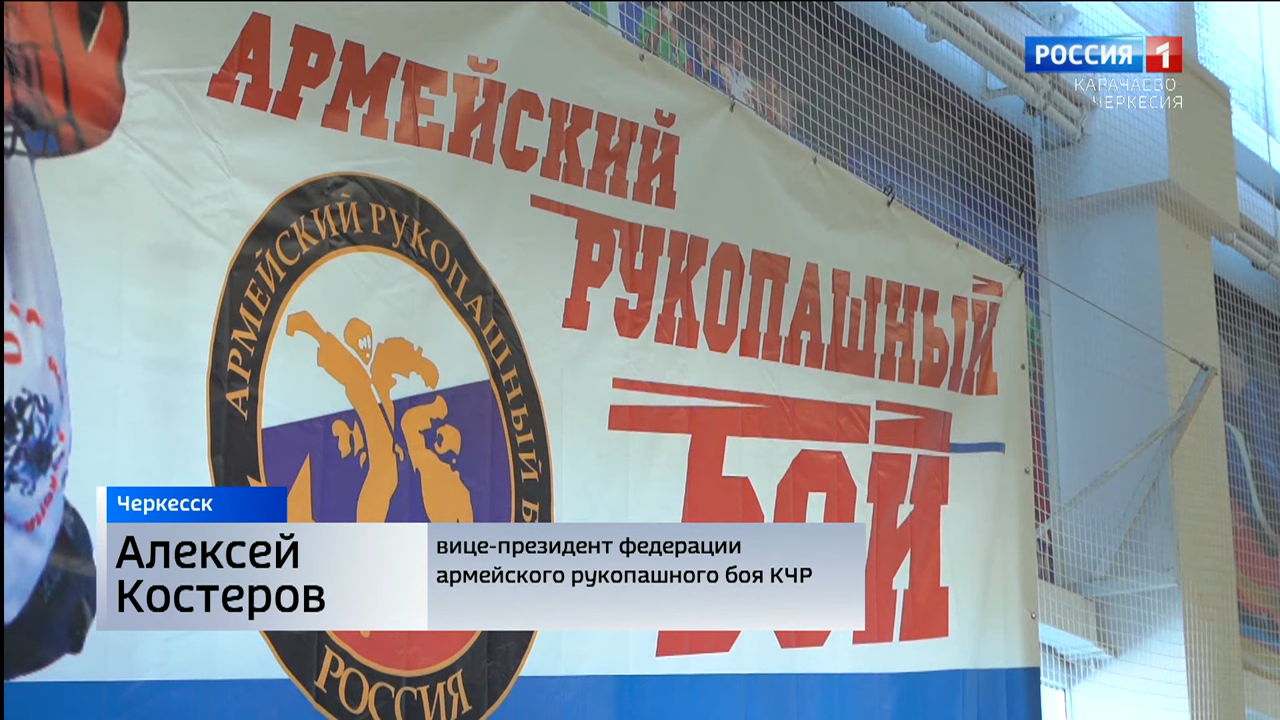 АРМЕЙСКИЙ
РУКОПАШНЫЙ
БОЙ
РОССИЯ 1
КАРАЧАЕВО
ЧЕРКЕСИЯ
АРМЕЙСКИЙ РУКОПАШНЫЙ Б
РОССИЯ
Черкесск
Алексей
Костеров
вице-президент федерации
армейского рукопашного боя КЧР